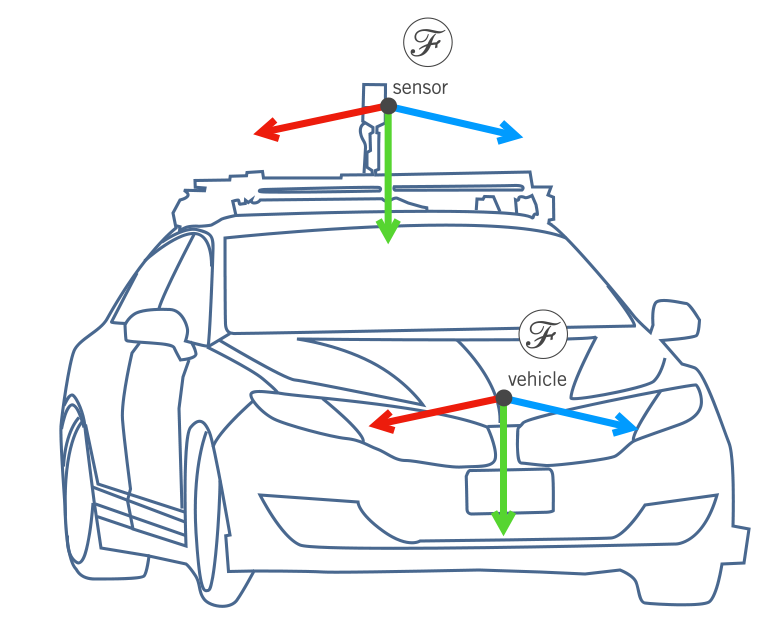 ℱ
sensor
ℱ
vehicle